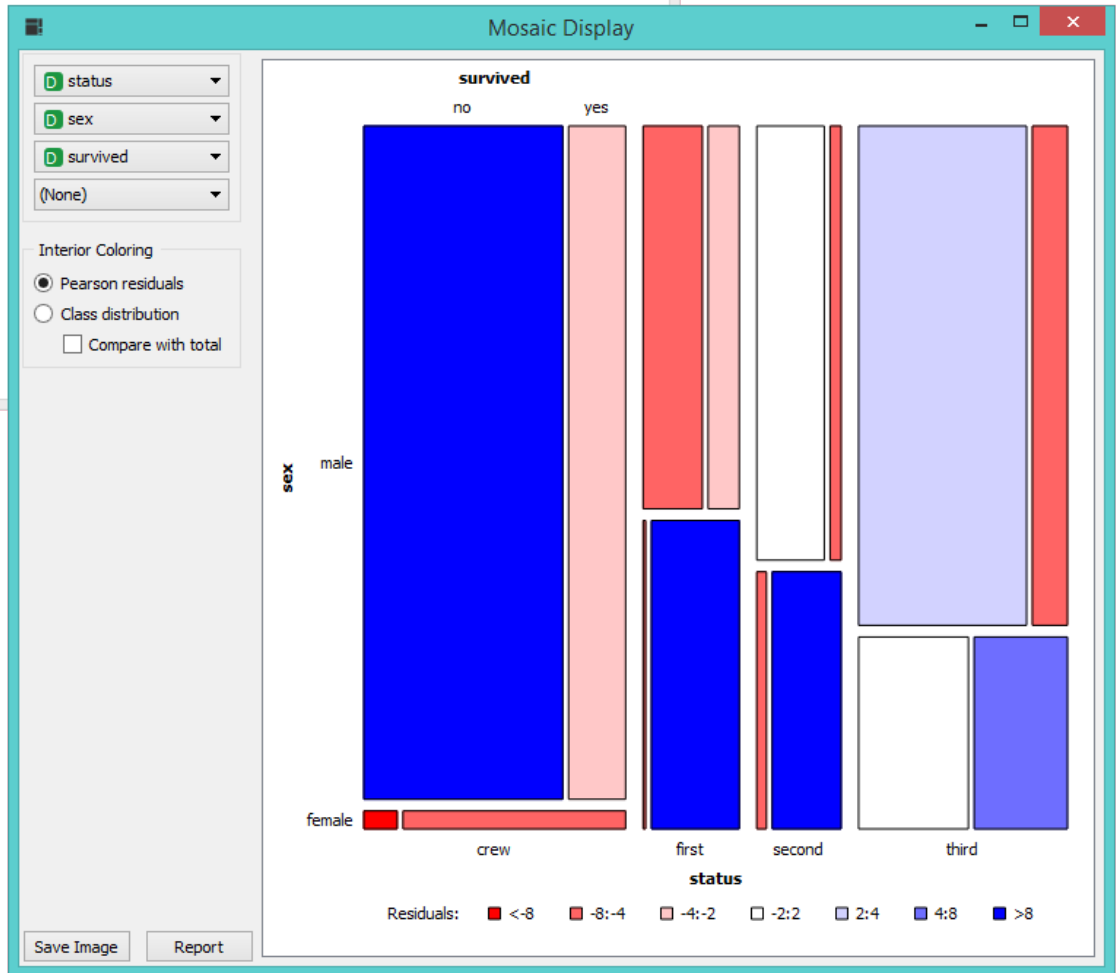 Mosaic Display
D status
D sex
D survived
(None)
Interior Coloring
Pearson residuals
Class distribution
Compare with total
Save Image
Report
survived
no yes
sex
male
female
crew first second third
status
Residuals: <-8 -8:-4 -4:-2 -2:2 2:4 4:8 >8